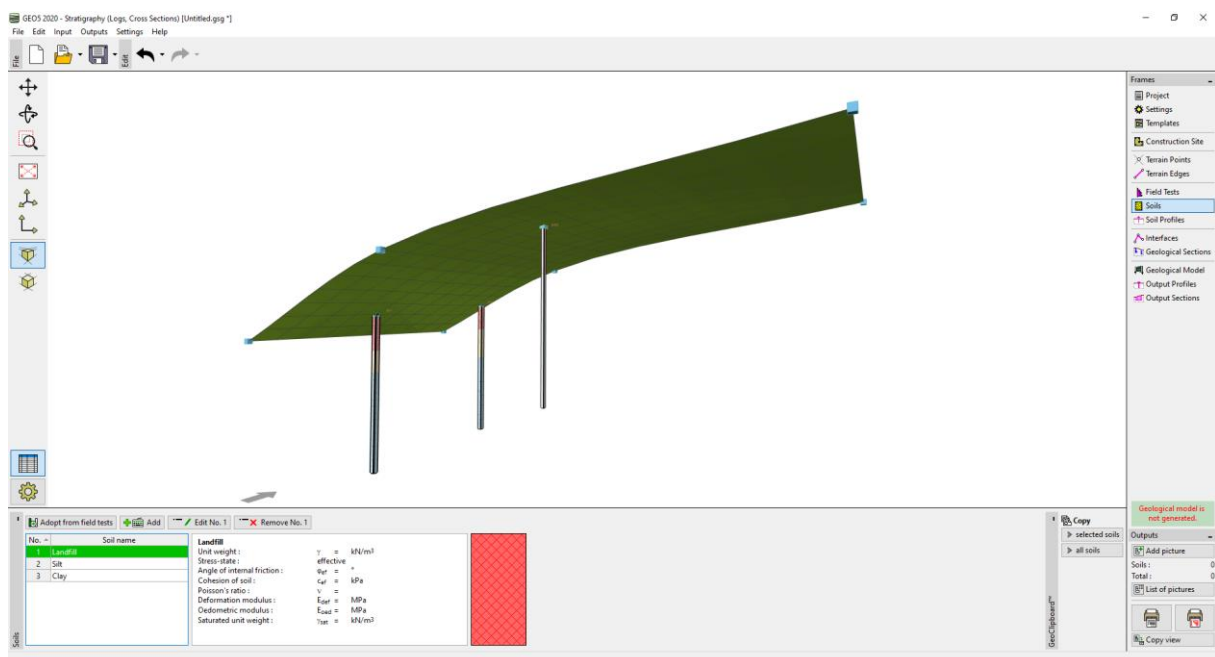 GEO5 2020 - Stratigraphy (Logs, Cross Sections) [Untitled.gsg *]
File Edit Input Outputs Settings Help
File
Edit
Frames
Project
Settings
Templates
Construction Site
Terrain Points
Terrain Edges
Field Tests
Soils
Soil Profiles
Interfaces
Geological Sections
Geological Model
Output Profiles
Output Sections
Geological model is
not generated.
Outputs
Add picture
Soils : 0
Total : 0
List of pictures
Copy view
Adopt from field tests Add Edit No. 1 Remove No. 1
No. Soil name
1 Landfill
2 Silt
3 Clay
Landfill
Unit weight : γ = kN/m3
Stress-state : effective
Angle of internal friction : φef = °
Cohesion of soil : cef = kPa
Poisson's ratio : ν =
Deformation modulus : Edef = MPa
Oedometric modulus : Eoed = MPa
Saturated unit weight : γsat = kN/m3
Soils
Copy
selected soils
all soils
GeoClipboard™